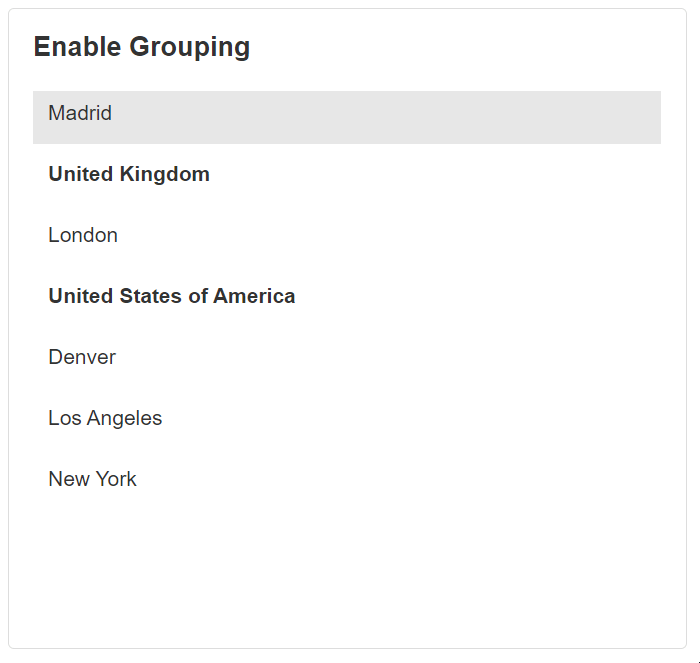 Enable Grouping
Madrid
United Kingdom
London
United States of America
Denver
Los Angeles
New York